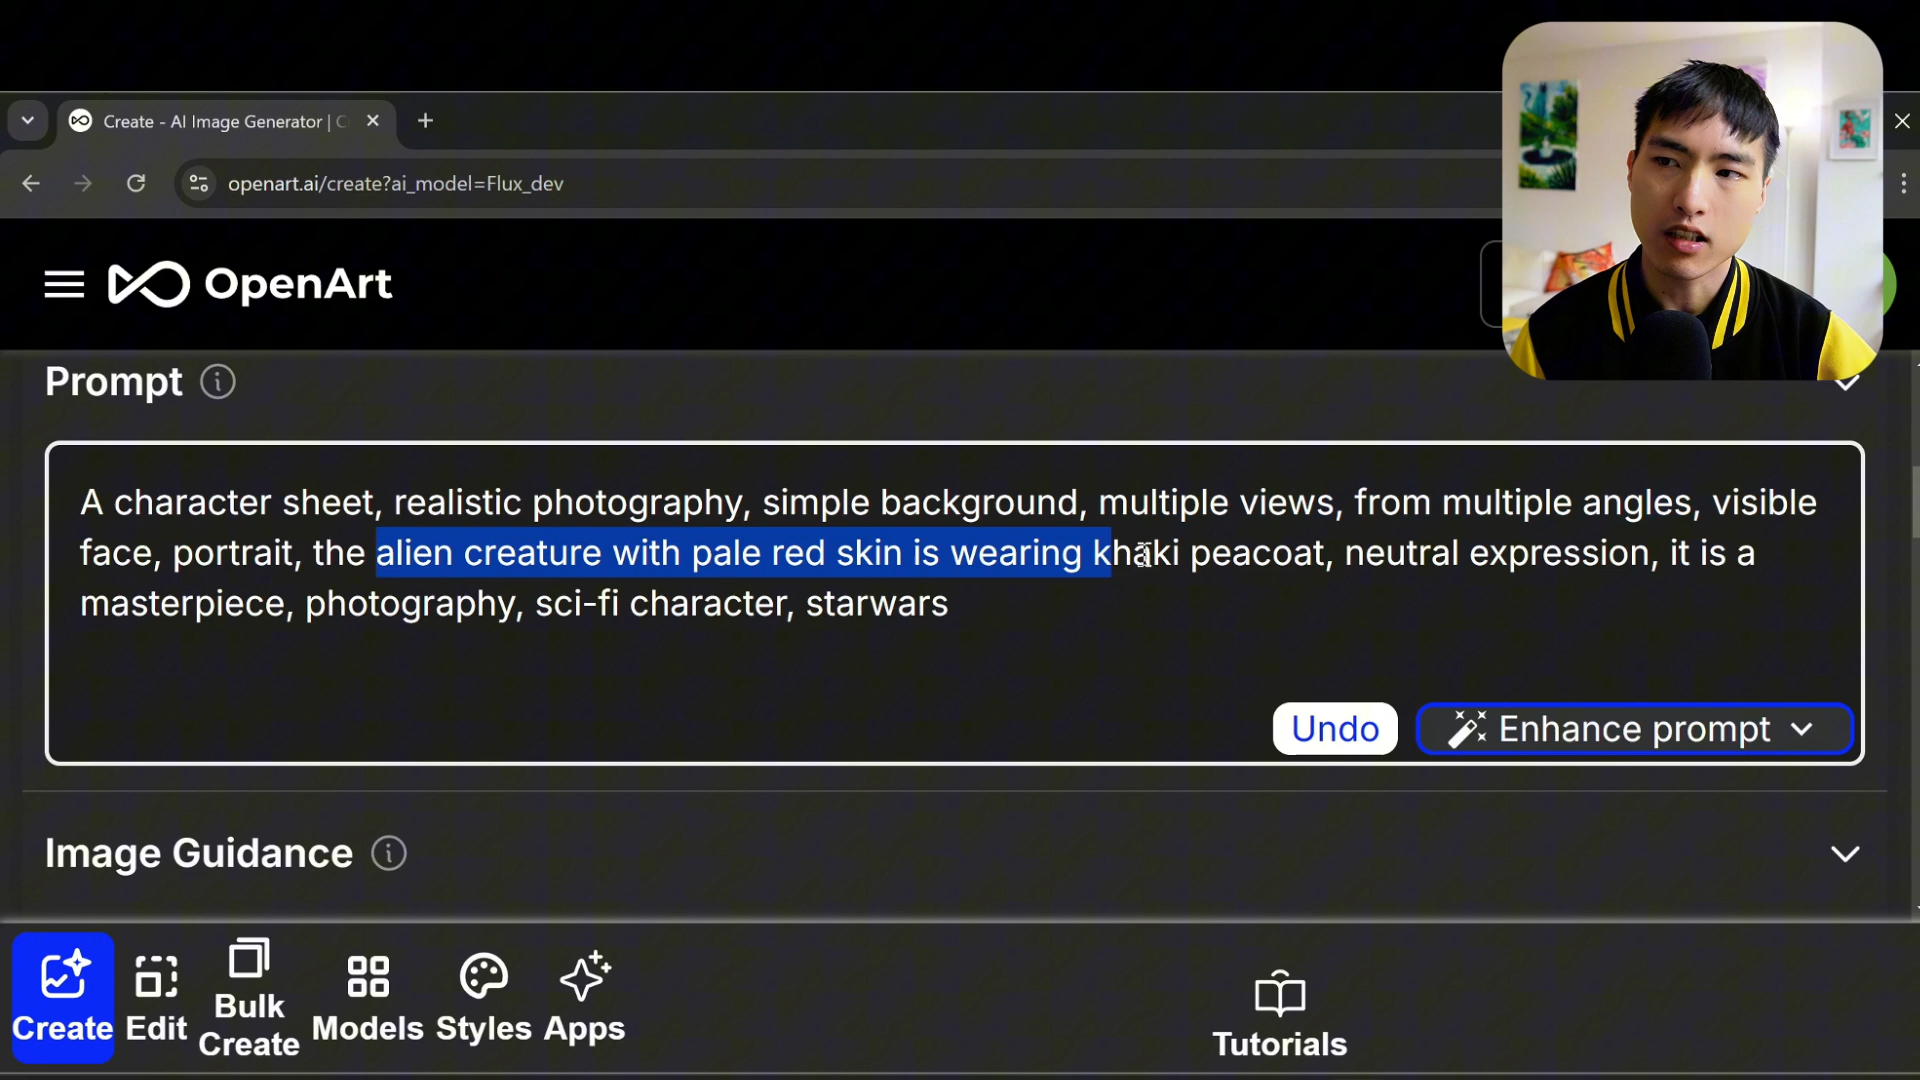 Create - AI Image Generator | C
openart.ai/create?ai_model=Flux_dev
OpenArt
Prompt
A character sheet, realistic photography, simple background, multiple views, from multiple angles, visible
face, portrait, the alien creature with pale red skin is wearing khaki peacoat, neutral expression, it is a
masterpiece, photography, sci-fi character, starwars
Undo
Enhance prompt
Image Guidance
Create
Edit
Bulk
Create
Models
Styles
Apps
Tutorials